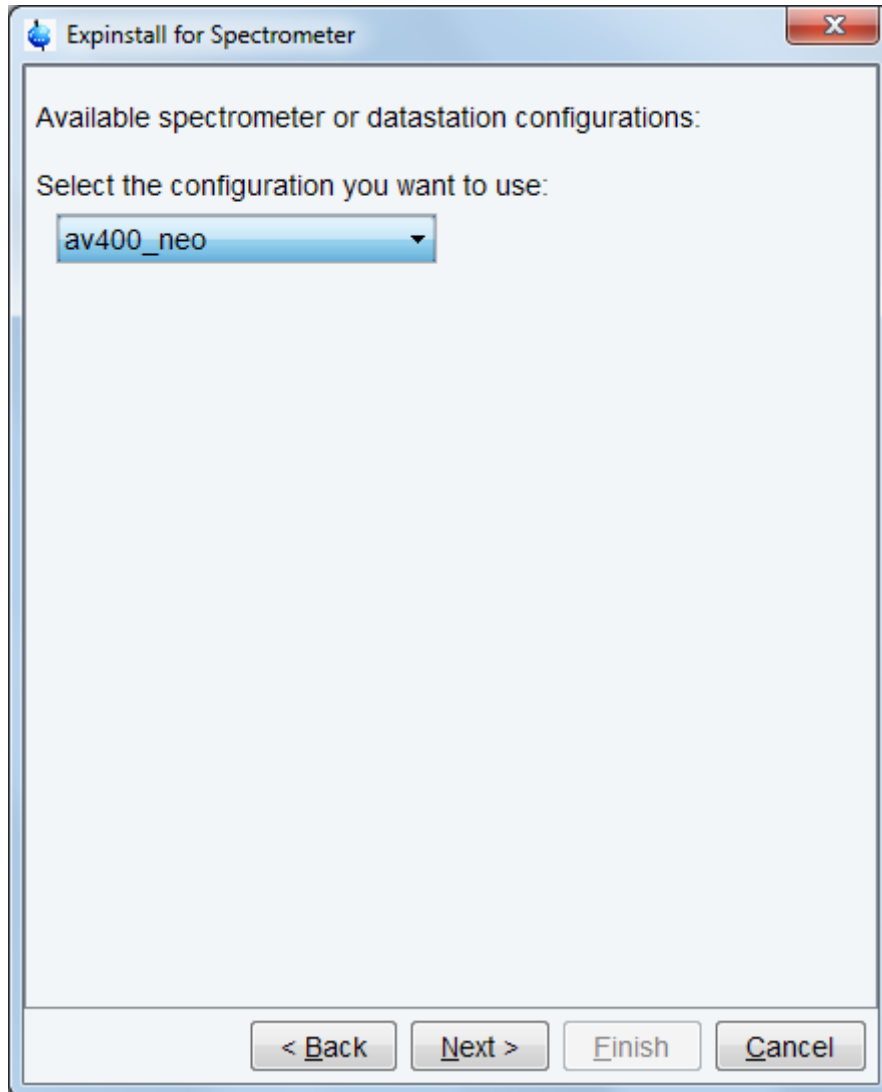 Expinstall for Spectrometer
Available spectrometer or datastation configurations:
Select the configuration you want to use:
av400_neo
< Back Next > Finish Cancel